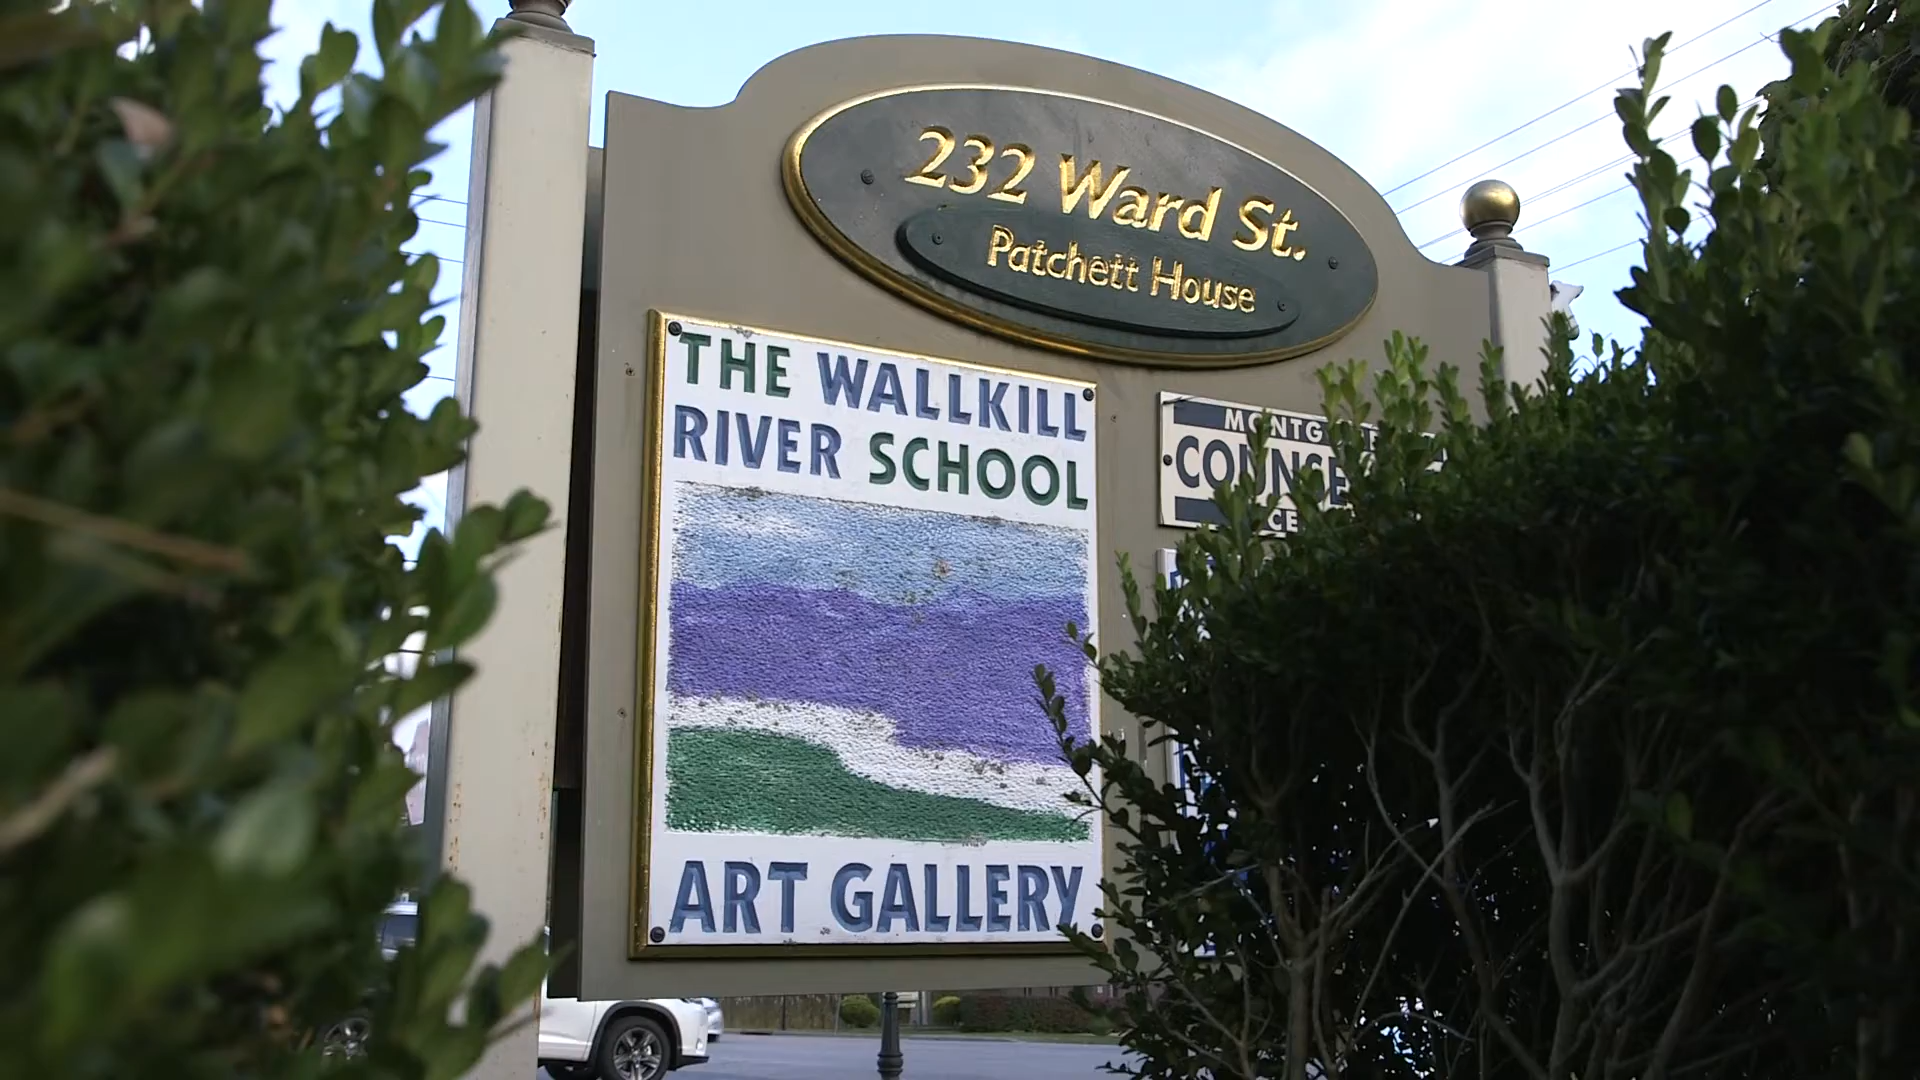 232 Ward St.
Patchett House
THE WALLKILL
RIVER SCHOOL
ART GALLERY